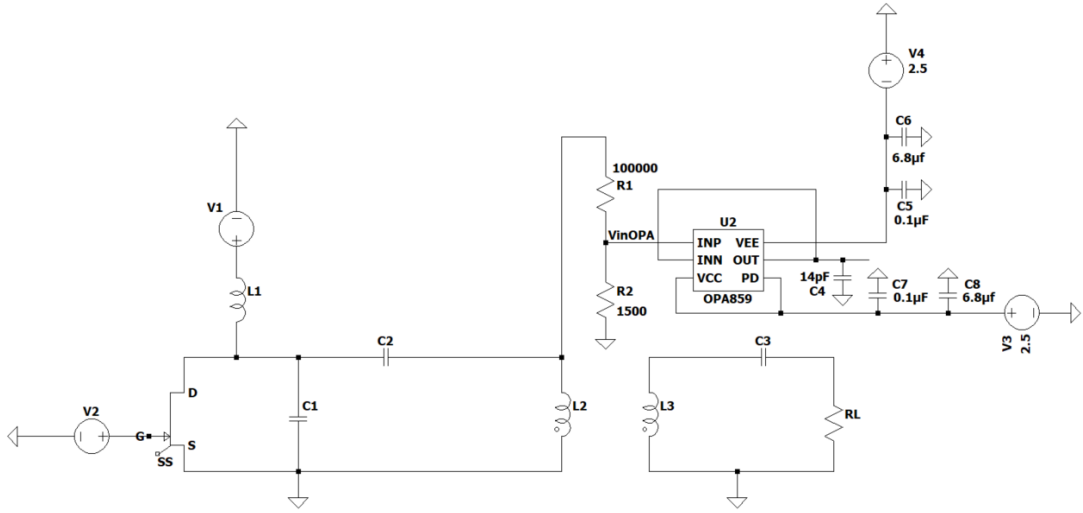 V4
2.5
C6
6.8µf
C5
0.1µF
100000
R1
V1
U2
VinOPA
INP VEE
INN OUT
VCC PD
OPA859
14pF
C4
C7
0.1µF
C8
6.8µf
L1
R2
1500
V3
2.5
C2
C3
D
C1
L2
L3
RL
V2
G
S
SS